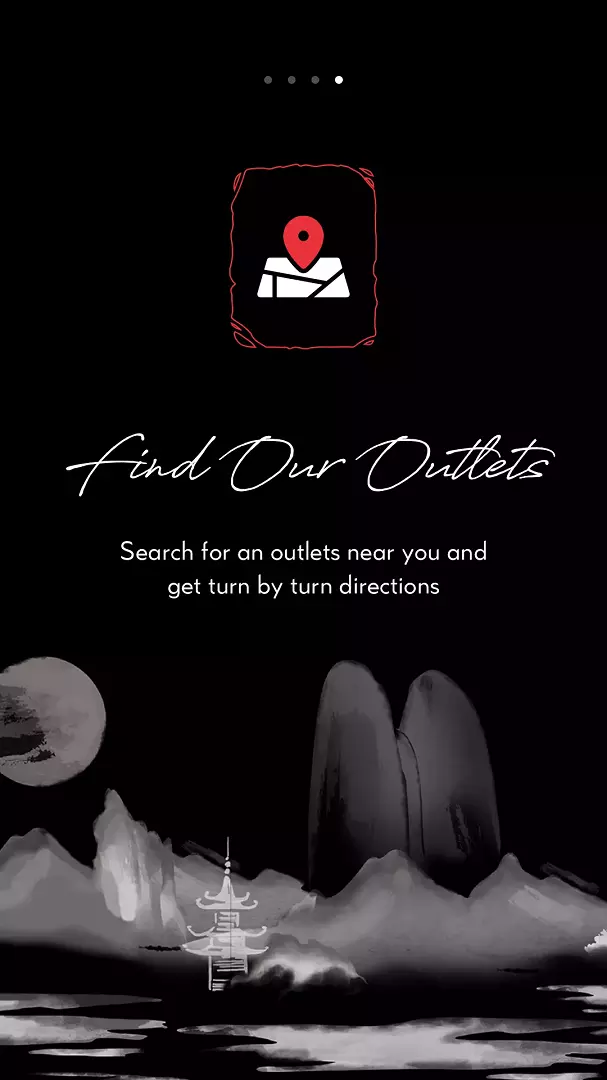 Find Our Outlets
Search for an outlets near you and
get turn by turn directions